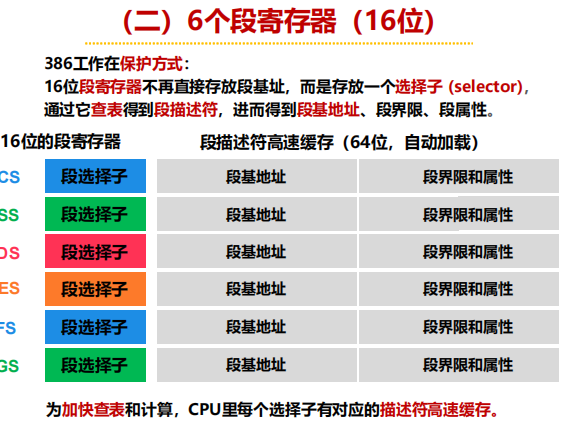 （二）6个段寄存器（16位）
386工作在保护方式：
16位段寄存器不再直接存放段基址，而是存放一个选择子 (selector)，
通过它查表得到段描述符，进而得到段基地址、段界限、段属性。
16位的段寄存器 段描述符高速缓存（64位，自动加载）
CS 段选择子 段基地址 段界限和属性
SS 段选择子 段基地址 段界限和属性
DS 段选择子 段基地址 段界限和属性
ES 段选择子 段基地址 段界限和属性
FS 段选择子 段基地址 段界限和属性
GS 段选择子 段基地址 段界限和属性
为加快查表和计算，CPU里每个选择子有对应的描述符高速缓存。